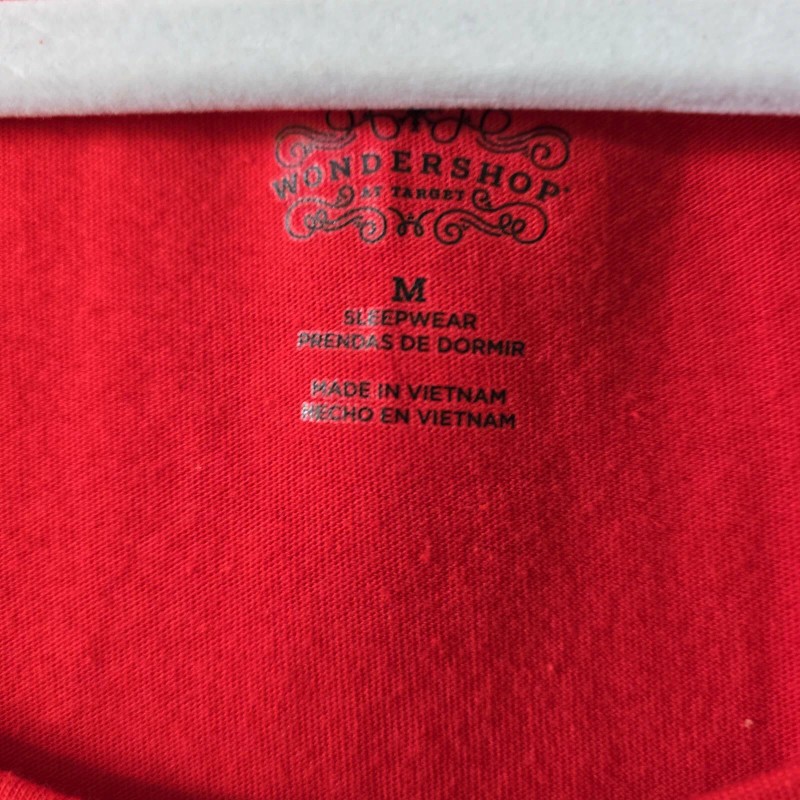 WONDERSHOP
AT TARGET
M
SLEEPWEAR
PRENDAS DE DORMIR
MADE IN VIETNAM
HECHO EN VIETNAM